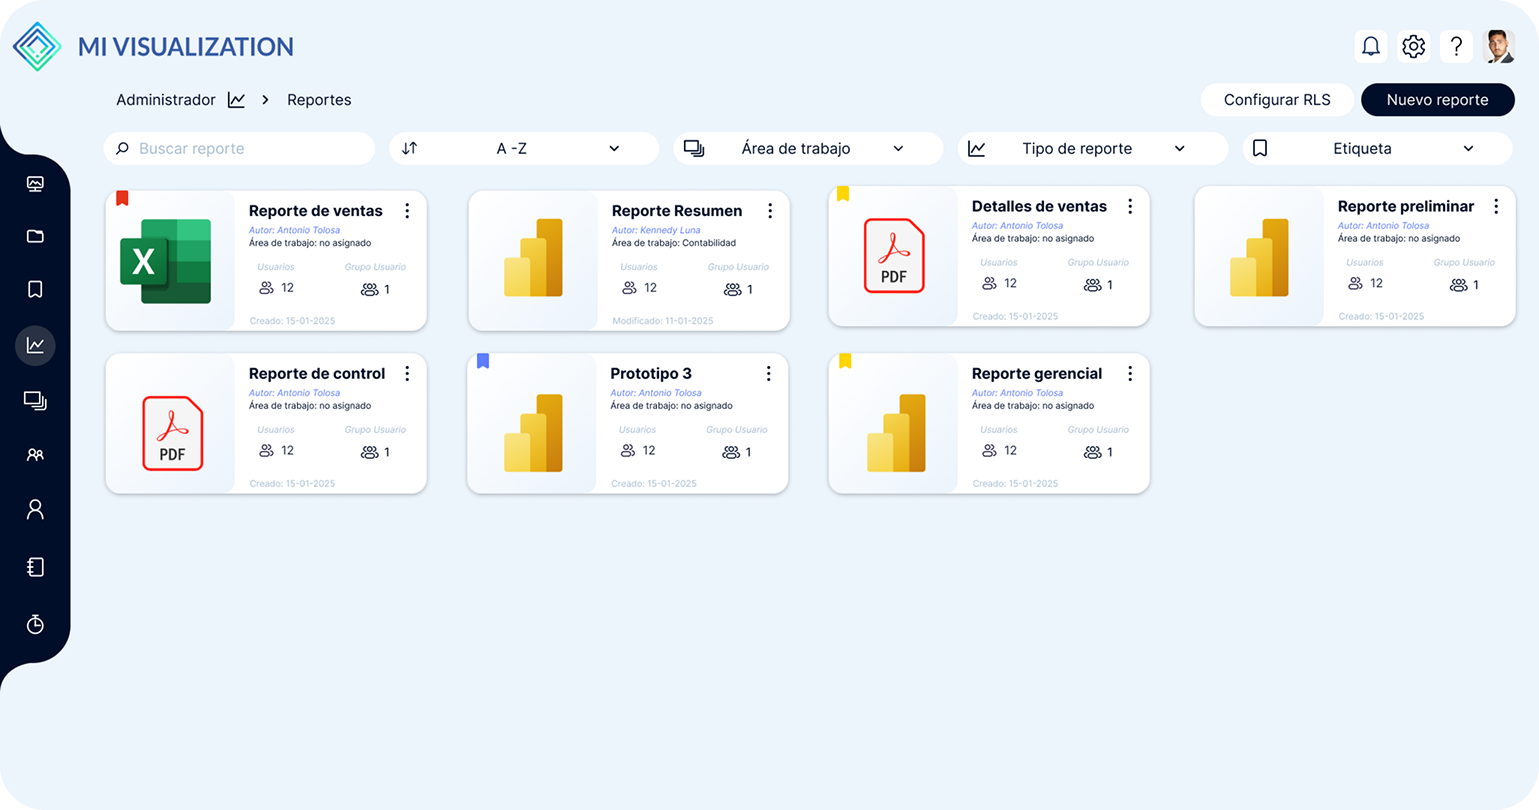 MI VISUALIZATION
?
Administrador > Reportes
Configurar RLS
Nuevo reporte
Buscar reporte
A -Z
Área de trabajo
Tipo de reporte
Etiqueta
X
Reporte de ventas
Autor: Antonio Tolosa
Área de trabajo: no asignado
Usuarios Grupo Usuario
12 1
Creado: 15-01-2025
Reporte Resumen
Autor: Kennedy Luna
Área de trabajo: Contabilidad
Usuarios Grupo Usuario
12 1
Modificado: 11-01-2025
PDF
Detalles de ventas
Autor: Antonio Tolosa
Área de trabajo: no asignado
Usuarios Grupo Usuario
12 1
Creado: 15-01-2025
Reporte preliminar
Autor: Antonio Tolosa
Área de trabajo: no asignado
Usuarios Grupo Usuario
12 1
Creado: 15-01-2025
PDF
Reporte de control
Autor: Antonio Tolosa
Área de trabajo: no asignado
Usuarios Grupo Usuario
12 1
Creado: 15-01-2025
Prototipo 3
Autor: Antonio Tolosa
Área de trabajo: no asignado
Usuarios Grupo Usuario
12 1
Creado: 15-01-2025
Reporte gerencial
Autor: Antonio Tolosa
Área de trabajo: no asignado
Usuarios Grupo Usuario
12 1
Creado: 15-01-2025